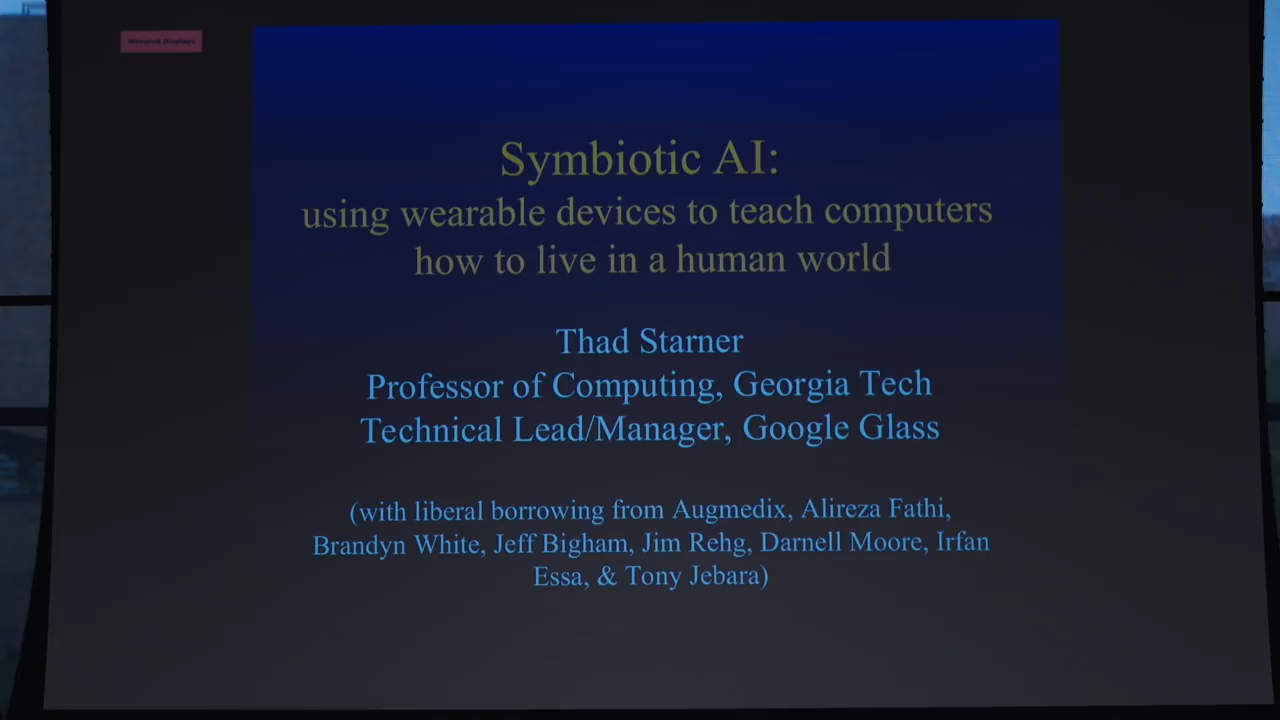 Mirrored Displays
Symbiotic AI:
using wearable devices to teach computers
how to live in a human world
Thad Starner
Professor of Computing, Georgia Tech
Technical Lead/Manager, Google Glass
(with liberal borrowing from Augmedix, Alireza Fathi,
Brandyn White, Jeff Bigham, Jim Rehg, Darnell Moore, Irfan
Essa, & Tony Jebara)